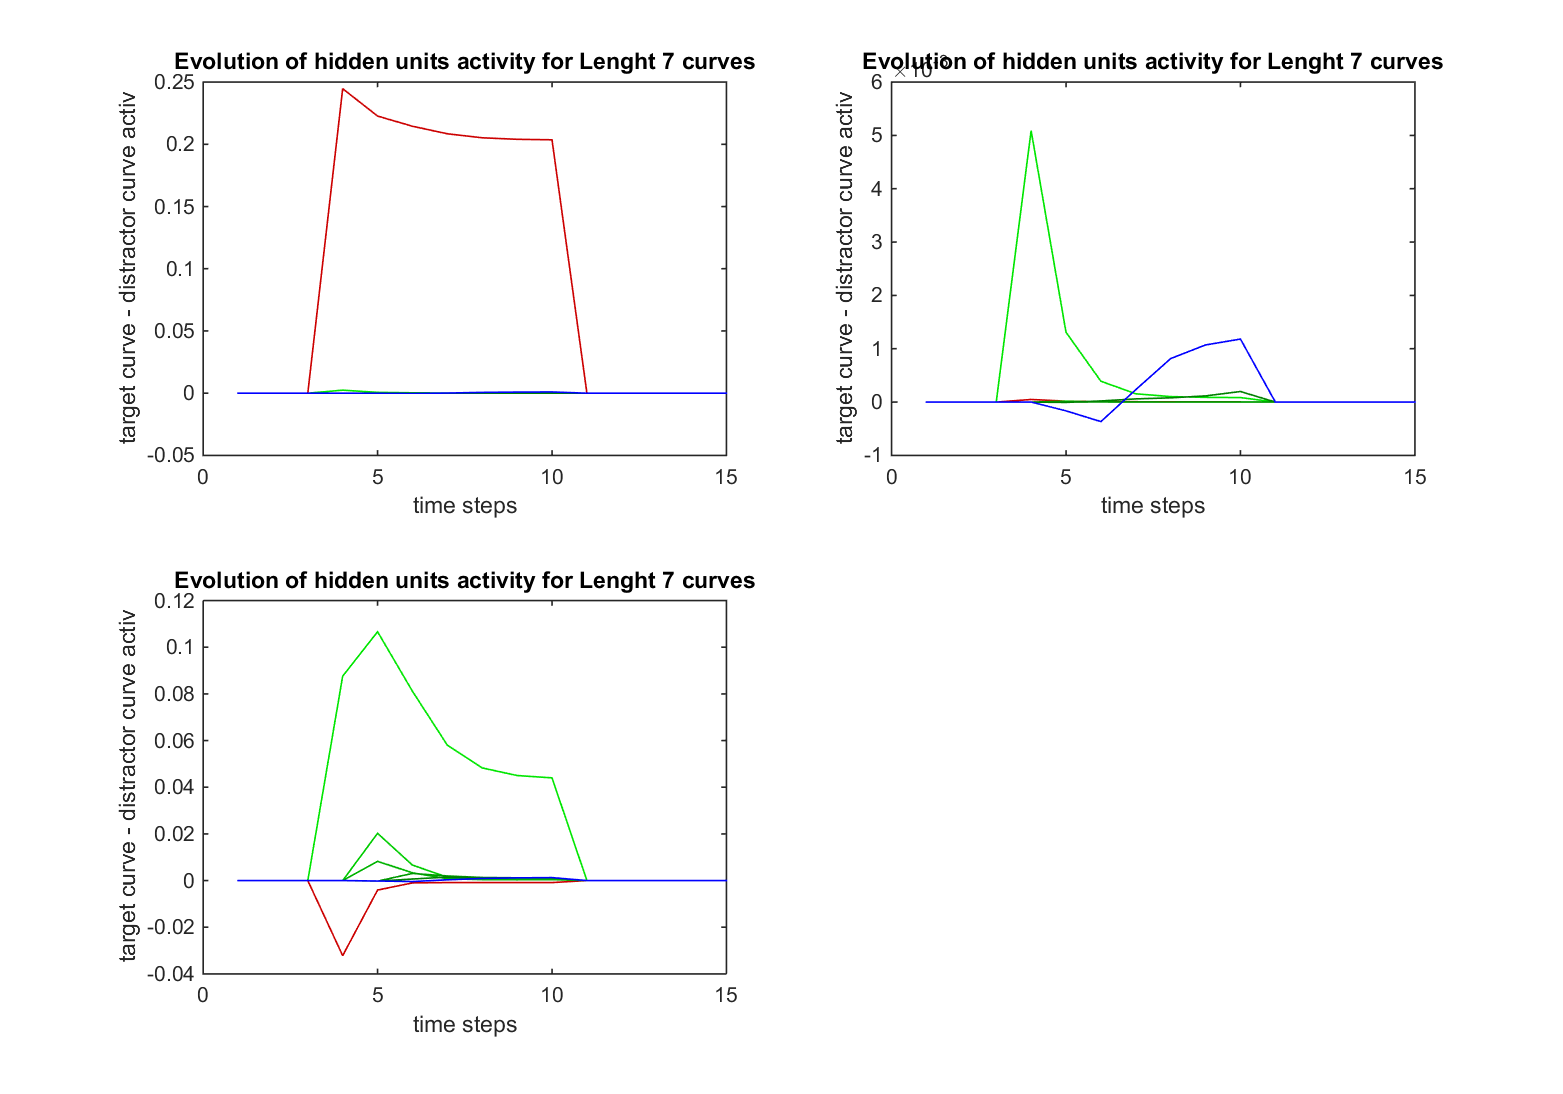 Evolution of hidden units activity for Lenght 7 curves
target curve - distractor curve activ
0.25
0.2
0.15
0.1
0.05
0
-0.05
0 5 10 15
time steps
Evolution of hidden units activity for Lenght 7 curves
target curve - distractor curve activ
6
5
4
3
2
1
0
-1
0 5 10 15
time steps
Evolution of hidden units activity for Lenght 7 curves
target curve - distractor curve activ
0.12
0.1
0.08
0.06
0.04
0.02
0
-0.02
-0.04
0 5 10 15
time steps